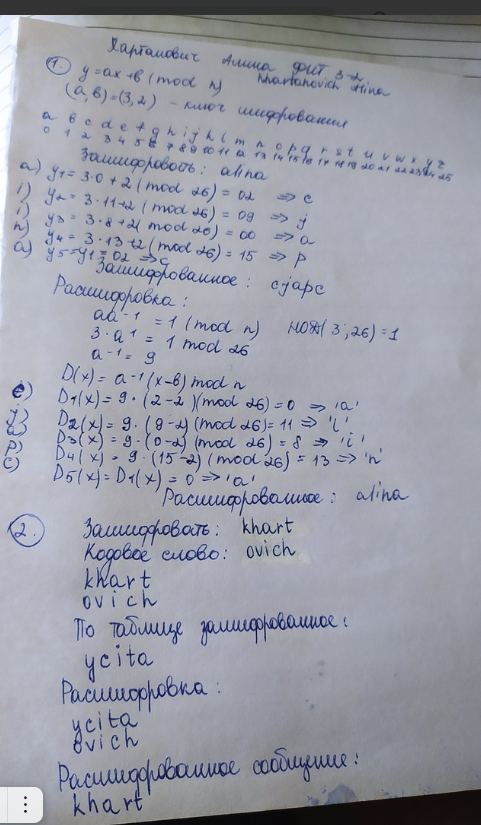 Хартанович Алина ФИТ 3-2
Khartanovich Alina
1. y=ax+b (mod n)
(a,b)=(3,2) - ключ шифрования
a b c d e f g h i j k l m n o p q r s t u v w x y z
0 1 2 3 4 5 6 7 8 9 10 11 12 13 14 15 16 17 18 19 20 21 22 23 24 25
Зашифровать: alina
a) y1 = 3·0+2 (mod 26) = 02 => c
l) y2 = 3·11+2 (mod 26) = 09 => j
i) y3 = 3·8+2 (mod 26) = 00 => a
n) y4 = 3·13+2 (mod 26) = 15 => p
a) y5=y1=02 => c
Зашифрованное: cjapc
Расшифровка:
aa⁻¹ = 1 (mod n) НОД(3,26)=1
3·a⁻¹ = 1 mod 26
a⁻¹ = 9
D(x) = a⁻¹(x-b) mod n
c) D1(x) = 9·(2-2)(mod 26)=0 => 'a'
j) D2(x) = 9·(9-2)(mod 26)=11 => 'l'
a) D3(x) = 9·(0-2)(mod 26)=8 => 'i'
p) D4(x) = 9·(15-2)(mod 26)=13 => 'n'
c) D5(x)=D1(x)=0 => 'a'
Расшифрованное: alina
2. Зашифровать: khart
Кодовое слово: ovich
khart
ovich
По таблице зашифрованное:
ycita
Расшифровка:
ycita
ovich
Расшифрованное сообщение:
khart